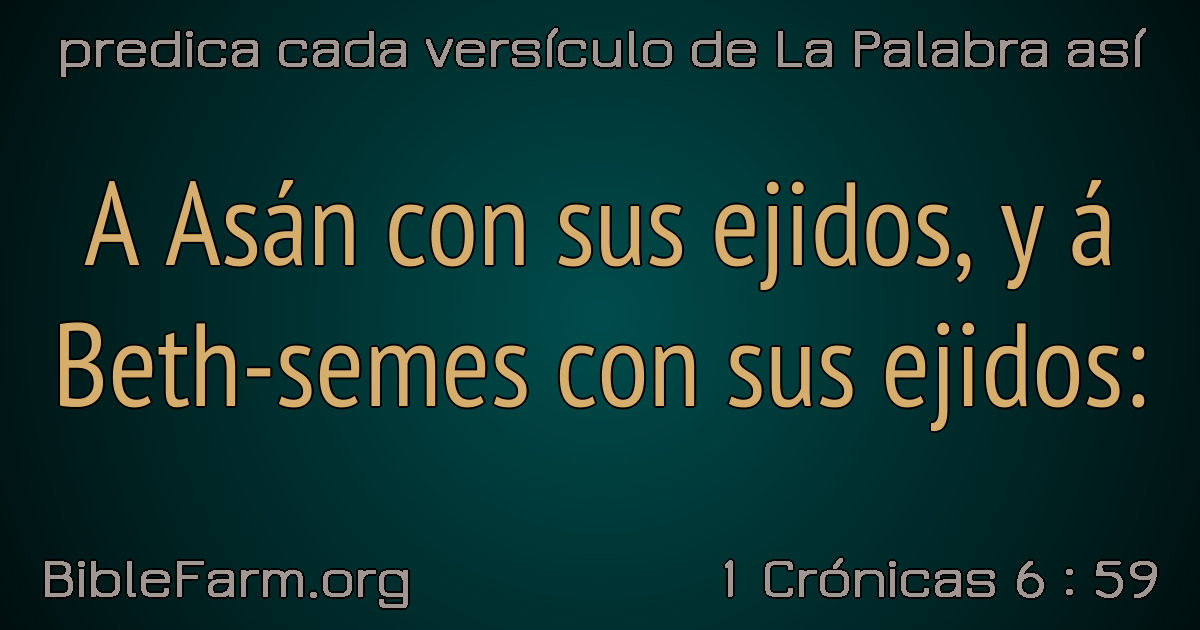 predica cada versículo de La Palabra así
A Asán con sus ejidos, y á
Beth-semes con sus ejidos:
BibleFarm.org
1 Crónicas 6 : 59